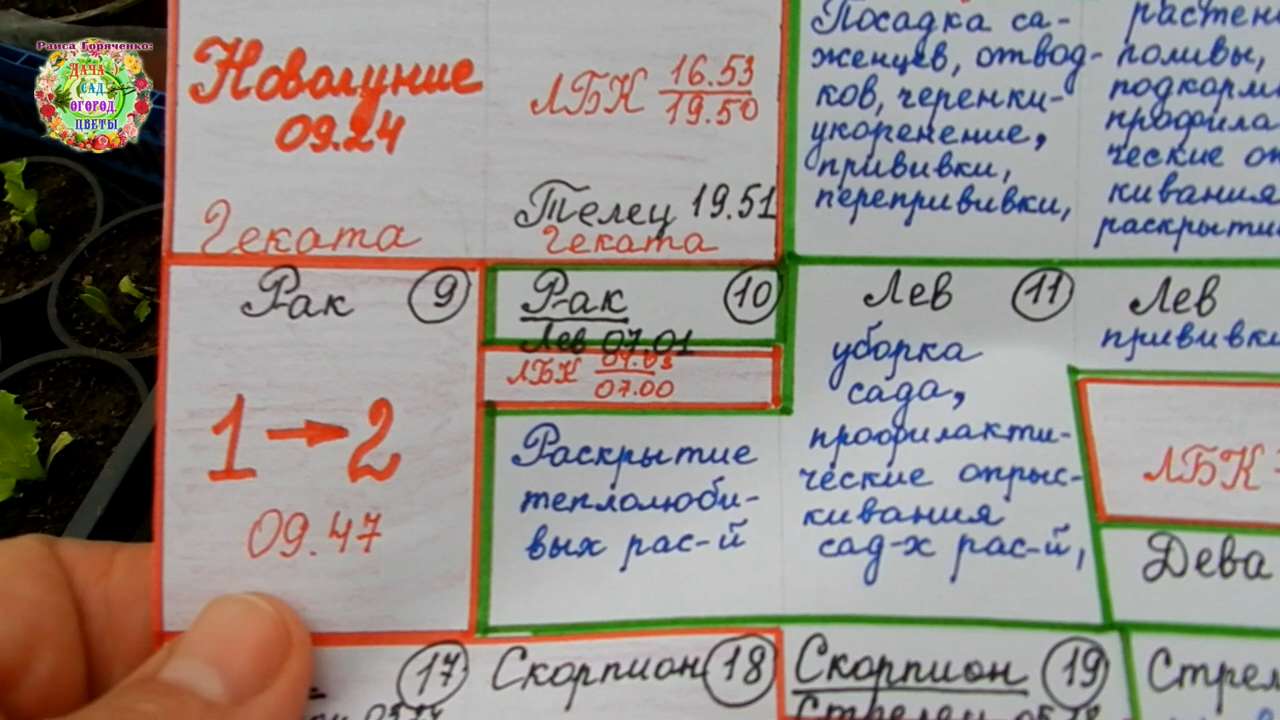 Раиса Горяченко:
ДАЧА
САД
ОГОРОД
ЦВЕТЫ
Новолуние
09.24
Геката
ЛБК 16.53
19.50
Телец 19.51
Геката
Посадка са-
женцев, отвод-
ков, черенки-
укоренение,
прививки,
перепрививки,
растен
поливы,
подкорм
профила
ческие оп
кивания
раскрыти
Рак 9
1→2
09.47
Рак 10
Лев 07.01
ЛБК
07.00
Раскрытие
теплолюби-
вых рас-й
Лев 11
уборка
сада,
профилакти-
ческие опрыс-
кивания
сад-х рас-й,
Лев
прививки
ЛБК
Дева
17
Скорпион 18
Скорпион 19
Стрелец
Стрел